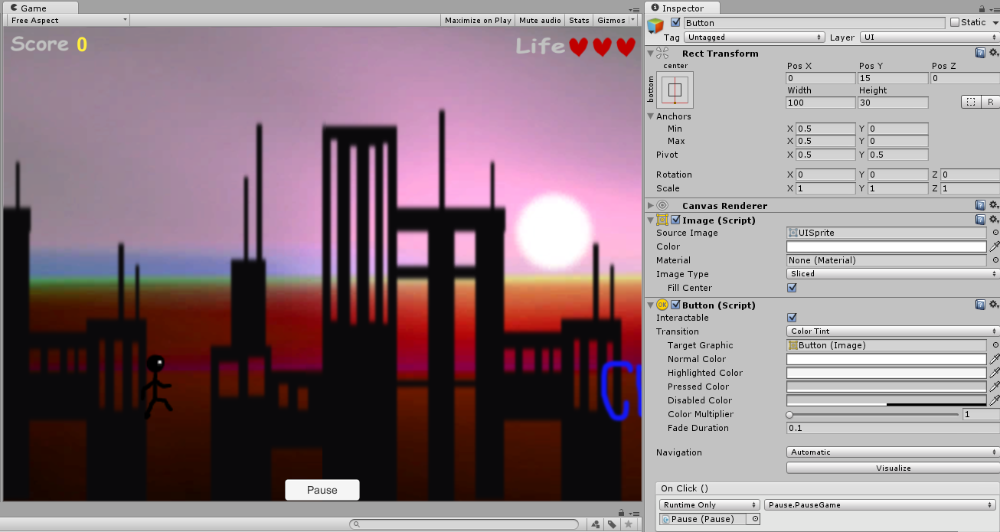 Game
Free Aspect
Maximize on Play
Mute audio
Stats
Gizmos
Score 0
Life
Pause
Inspector
Button
Static
Tag Untagged Layer UI
Rect Transform
center
bottom
Pos X Pos Y Pos Z
0 15 0
Width Height
100 30
R
Anchors
Min X 0.5 Y 0
Max X 0.5 Y 0
Pivot X 0.5 Y 0.5
Rotation X 0 Y 0 Z 0
Scale X 1 Y 1 Z 1
Canvas Renderer
Image (Script)
Source Image UISprite
Color
Material None (Material)
Image Type Sliced
Fill Center
OK Button (Script)
Interactable
Transition Color Tint
Target Graphic Button (Image)
Normal Color
Highlighted Color
Pressed Color
Disabled Color
Color Multiplier 1
Fade Duration 0.1
Navigation Automatic
Visualize
On Click ()
Runtime Only Pause.PauseGame
Pause (Pause)